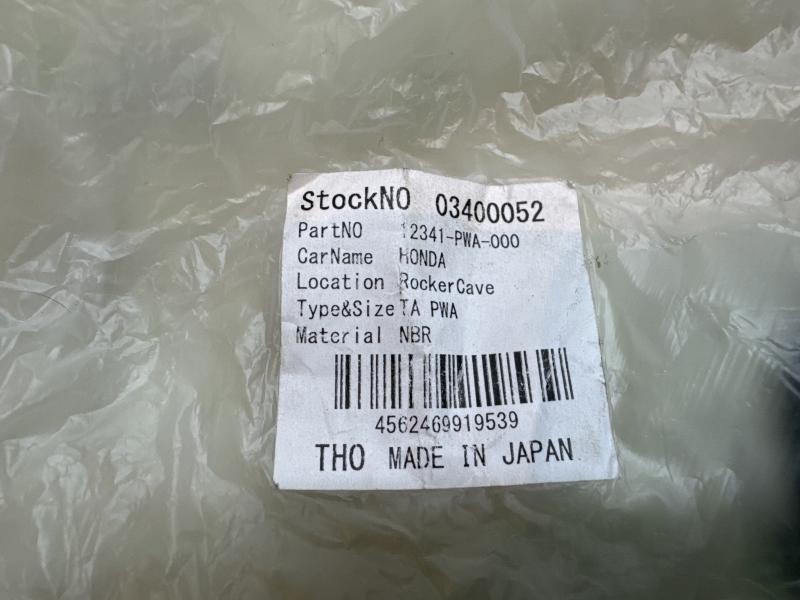 StockNO 03400052
PartNO 12341-PWA-000
CarName HONDA
Location RockerCave
Type&Size TA PWA
Material NBR
4562469919539
THO MADE IN JAPAN